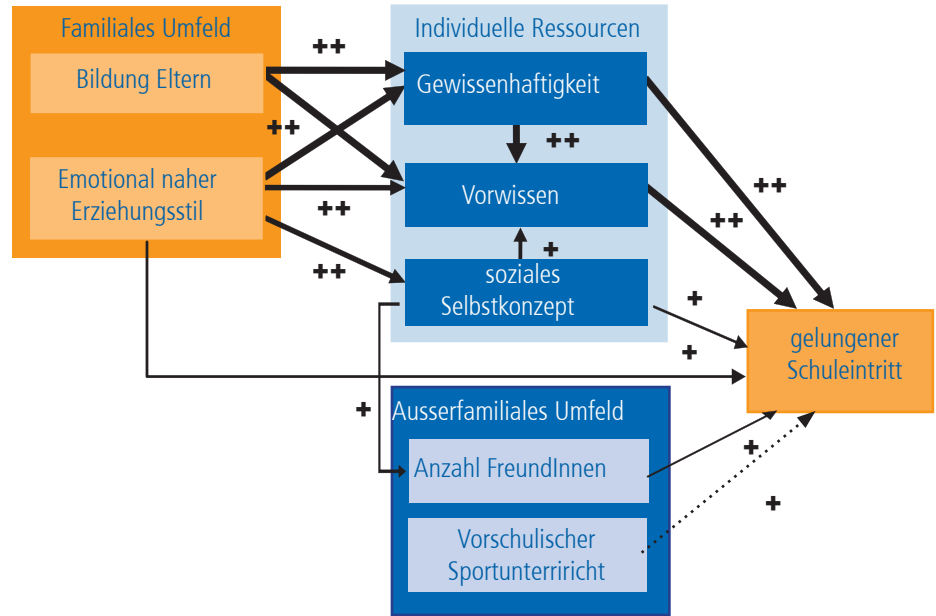 Familiales Umfeld
Bildung Eltern
Emotional naher
Erziehungsstil
++
++
++
++
Individuelle Ressourcen
Gewissenhaftigkeit
++
Vorwissen
+
soziales
Selbstkonzept
++
++
+
+
gelungener
Schuleintritt
+
Ausserfamiliales Umfeld
Anzahl FreundInnen
Vorschulischer
Sportunterriricht
+
+